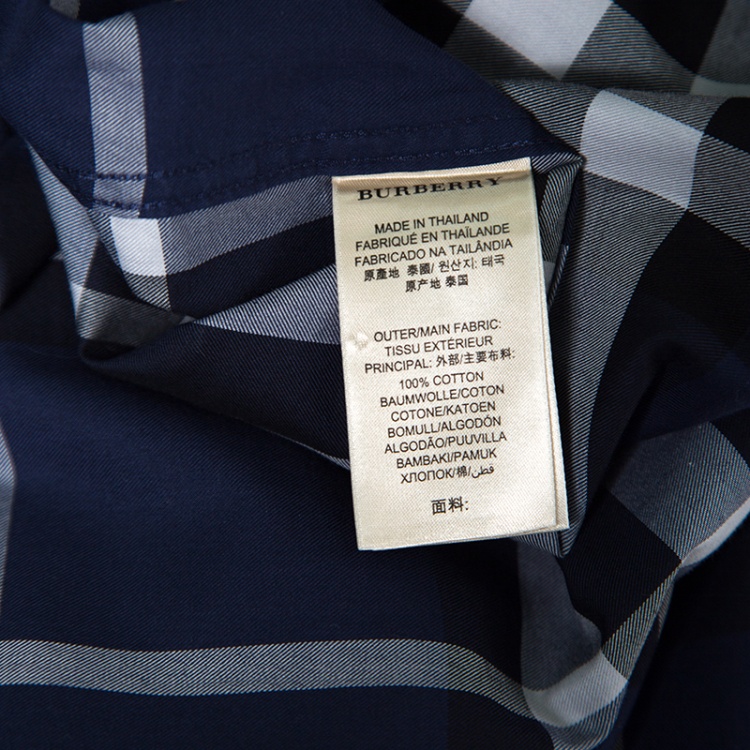 BURBERRY
MADE IN THAILAND
FABRIQUÉ EN THAÏLANDE
FABRICADO NA TAILÂNDIA
原產地 泰國/ 원산지: 태국
原产地 泰国
OUTER/MAIN FABRIC:
TISSU EXTÉRIEUR
PRINCIPAL: 外部/主要布料:
100% COTTON
BAUMWOLLE/COTON
COTONE/KATOEN
BOMULL/ALGODÓN
ALGODÃO/PUUVILLA
BAMBAKI/PAMUK
ХЛОПОК/棉/قطن
面料: